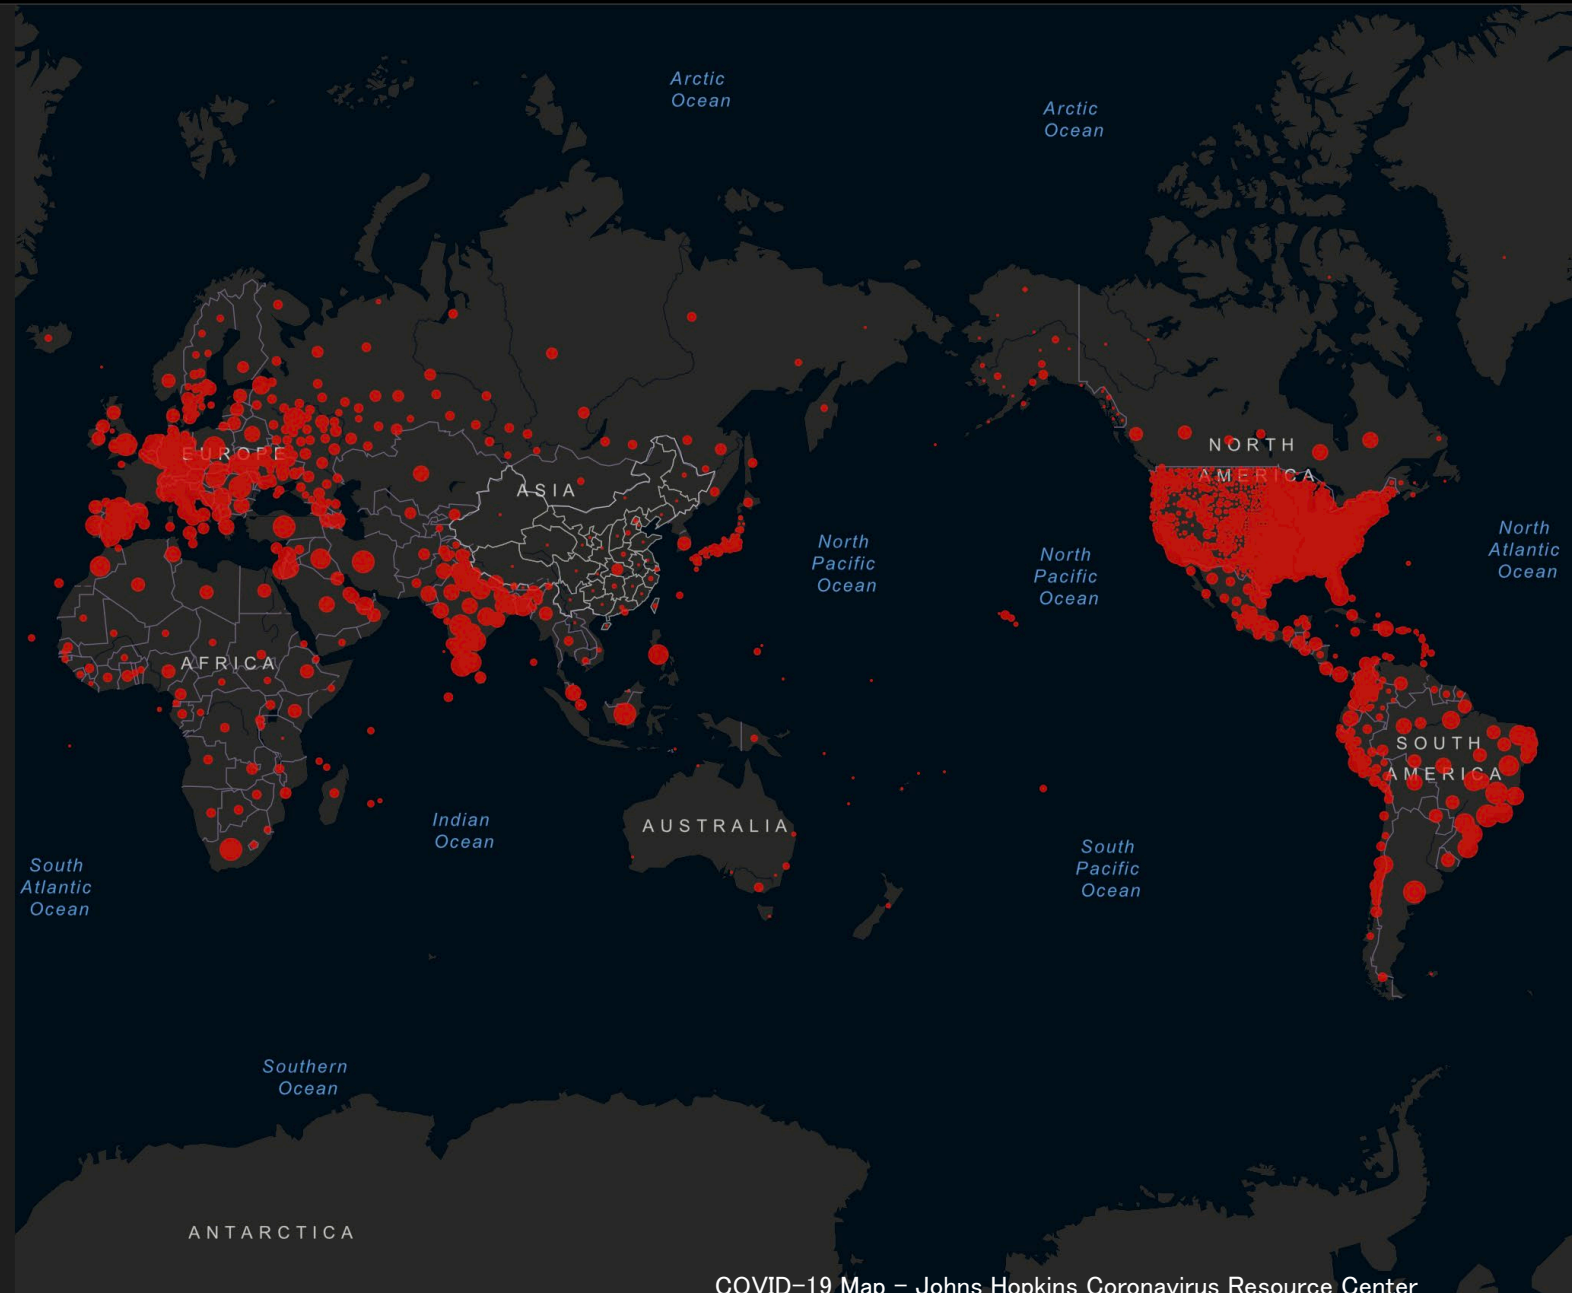 Arctic
Ocean
Arctic
Ocean
NORTH
AMERICA
EUROPE
ASIA
North
Pacific
Ocean
North
Pacific
Ocean
North
Atlantic
Ocean
AFRICA
SOUTH
AMERICA
Indian
Ocean
AUSTRALIA
South
Atlantic
Ocean
South
Pacific
Ocean
Southern
Ocean
ANTARCTICA
COVID-19 Map - Johns Hopkins Coronavirus Resource Center